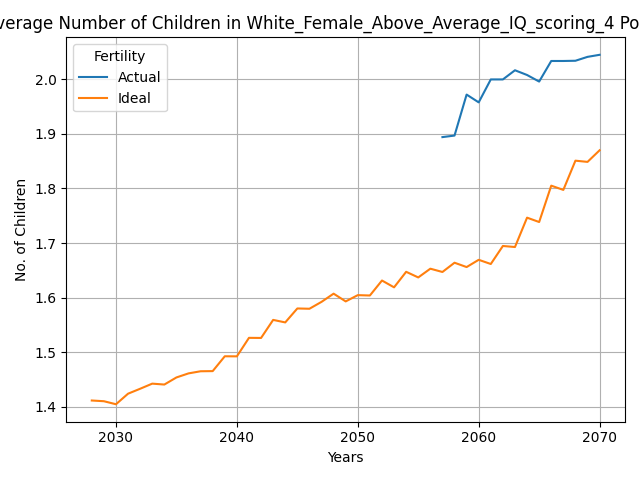 verage Number of Children in White_Female_Above_Average_IQ_scoring_4 Po
Fertility
Actual
Ideal
No. of Children
2.0
1.9
1.8
1.7
1.6
1.5
1.4
2030
2040
2050
2060
2070
Years